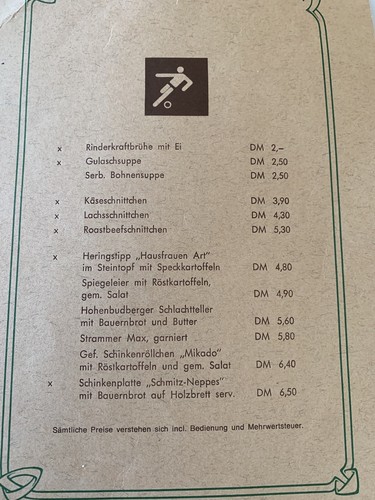 x Rinderkraftbrühe mit Ei DM 2,–
x Gulaschsuppe DM 2,50
Serb. Bohnensuppe DM 2,50
x Käseschnittchen DM 3,90
x Lachsschnittchen DM 4,30
x Roastbeefschnittchen DM 5,30
x Heringstipp „Hausfrauen Art"
im Steintopf mit Speckkartoffeln DM 4,80
Spiegeleier mit Röstkartoffeln,
gem. Salat DM 4,90
Hohenbudberger Schlachtteller
mit Bauernbrot und Butter DM 5,60
Strammer Max, garniert DM 5,80
Gef. Schinkenröllchen „Mikado"
mit Röstkartoffeln und gem. Salat DM 6,40
x Schinkenplatte „Schmitz-Neppes"
mit Bauernbrot auf Holzbrett serv. DM 6,50
Sämtliche Preise verstehen sich incl. Bedienung und Mehrwertsteuer.